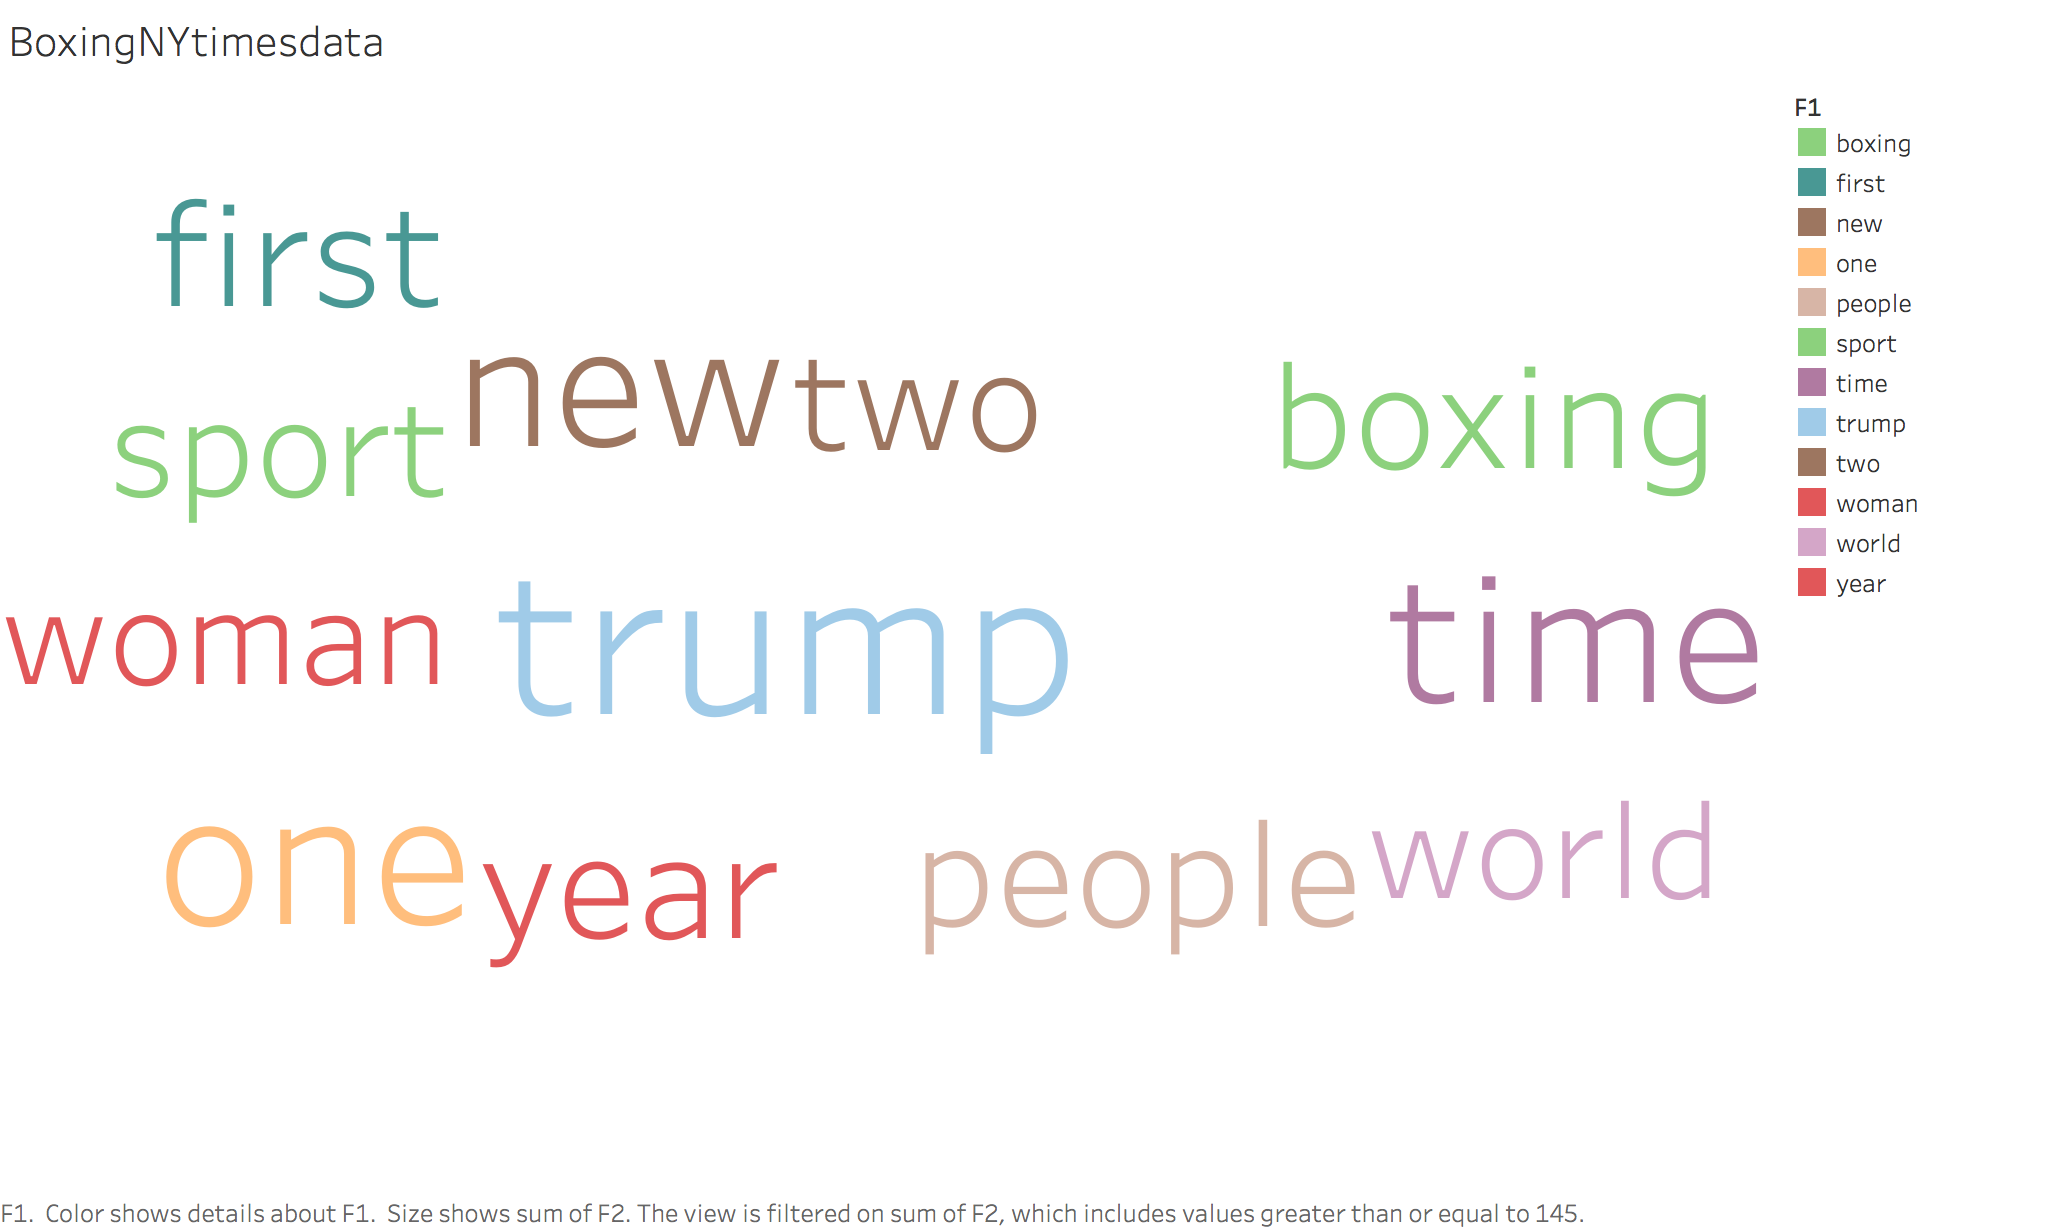 BoxingNYtimesdata
F1
boxing
first
new
one
people
sport
time
trump
two
woman
world
year
first
new two
boxing
sport
woman
trump
time
one
year
people
world
F1. Color shows details about F1. Size shows sum of F2. The view is filtered on sum of F2, which includes values greater than or equal to 145.